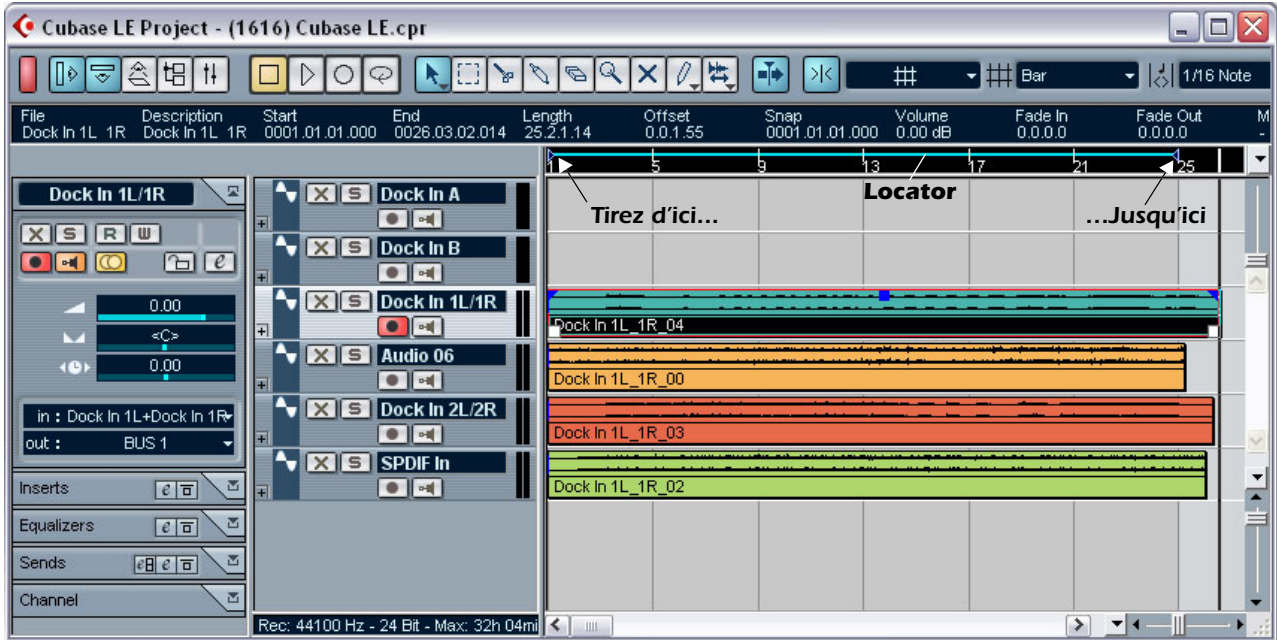 Cubase LE Project - (1616) Cubase LE.cpr
Bar
1/16 Note
File Description Start End Length Offset Snap Volume Fade In Fade Out M
Dock In 1L 1R Dock In 1L 1R 0001.01.01.000 0026.03.02.014 25.2.1.14 0.0.1.55 0001.01.01.000 0.00 dB 0.0.0.0 0.0.0.0 -
1 5 9 13 17 21 25
Tirez d'ici...
Locator
...Jusqu'ici
Dock In 1L/1R
X S R W
e
0.00
<C>
0.00
in : Dock In 1L+Dock In 1R
out : BUS 1
Inserts e
Equalizers e
Sends e e
Channel
X S Dock In A
X S Dock In B
X S Dock In 1L/1R
X S Audio 06
X S Dock In 2L/2R
X S SPDIF In
Dock In 1L_1R_04
Dock In 1L_1R_00
Dock In 1L_1R_03
Dock In 1L_1R_02
Rec: 44100 Hz - 24 Bit - Max: 32h 04mi